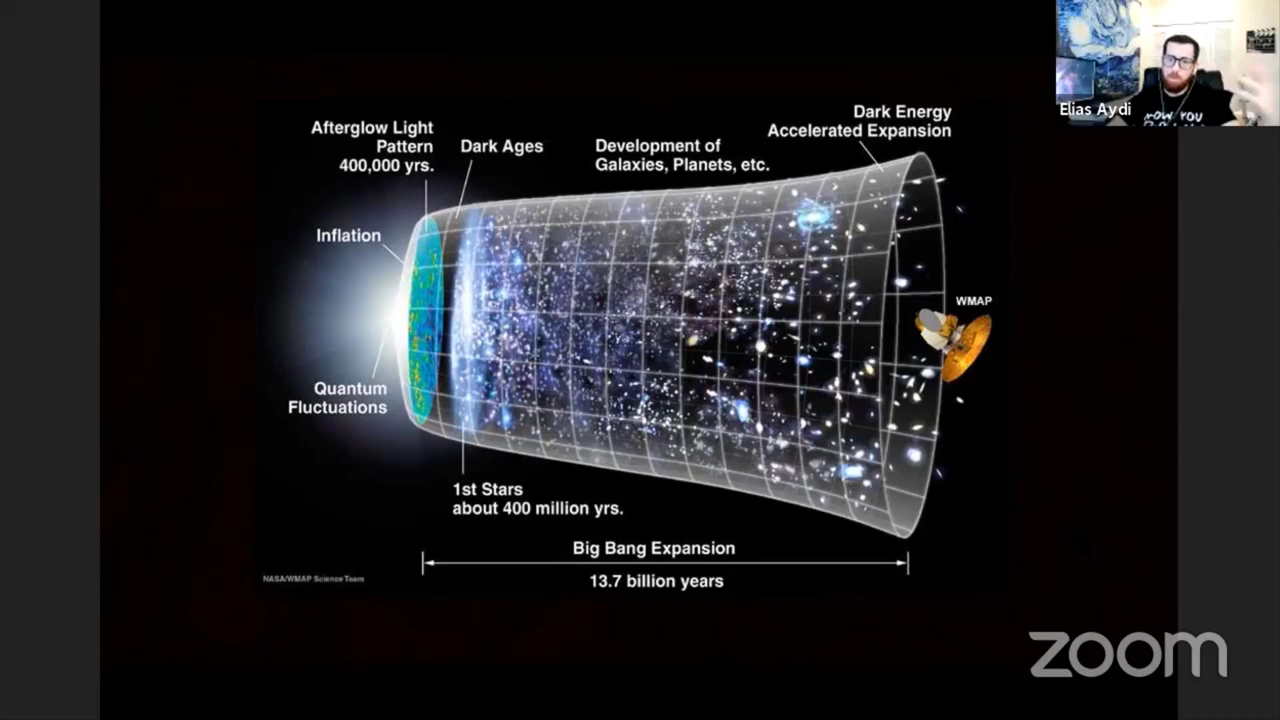 Elias Aydi
Afterglow Light
Pattern
400,000 yrs.
Dark Ages
Development of
Galaxies, Planets, etc.
Dark Energy
Accelerated Expansion
Inflation
WMAP
Quantum
Fluctuations
1st Stars
about 400 million yrs.
Big Bang Expansion
13.7 billion years
NASA/WMAP Science Team
zoom